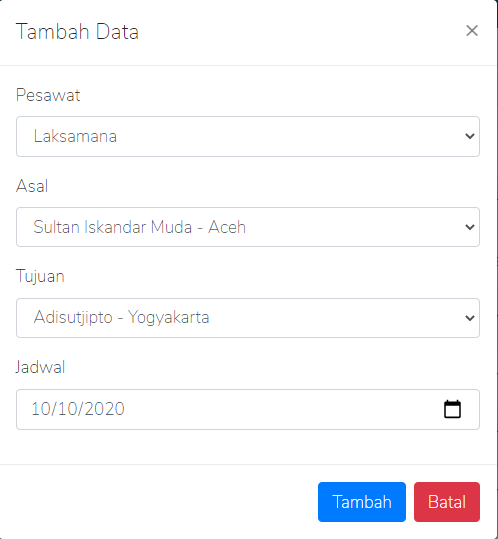 Tambah Data
×
Pesawat
Laksamana
Asal
Sultan Iskandar Muda - Aceh
Tujuan
Adisutjipto - Yogyakarta
Jadwal
10/10/2020
Tambah Batal